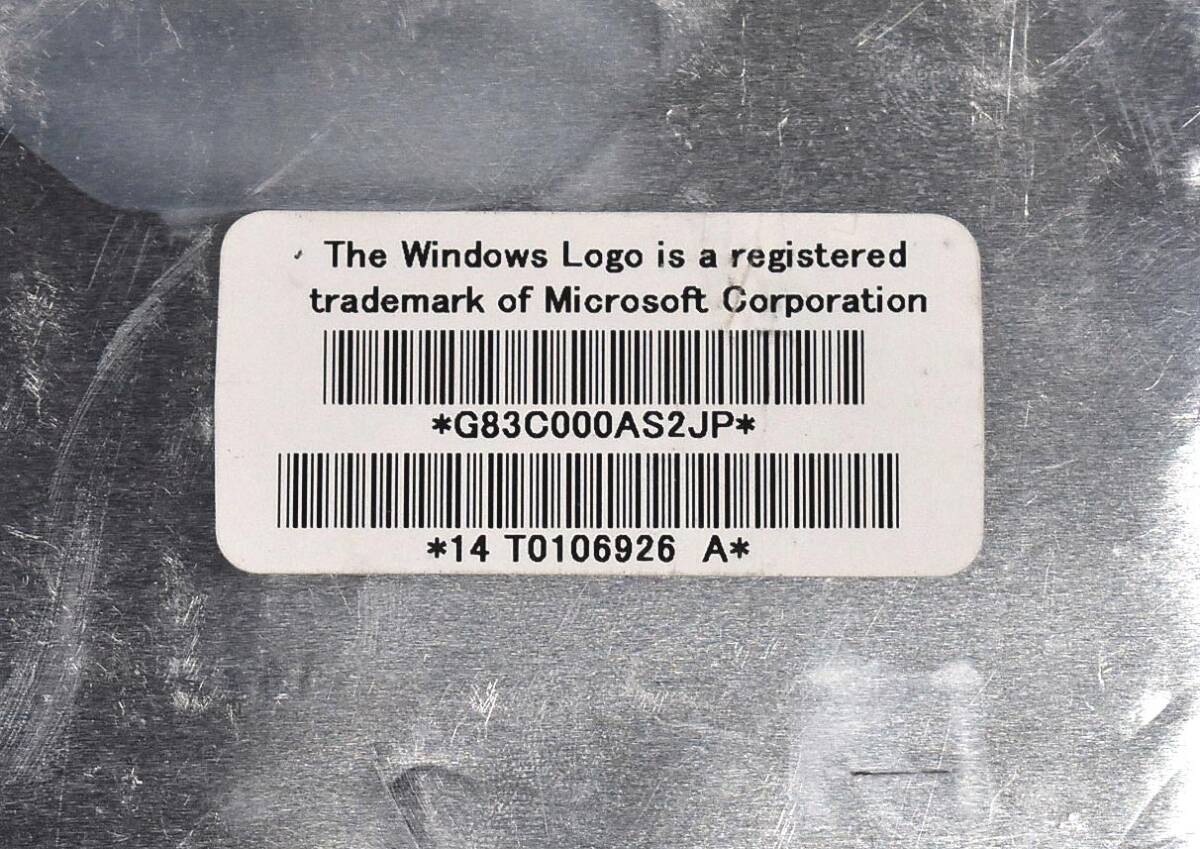 The Windows Logo is a registered
trademark of Microsoft Corporation
*G83C000AS2JP*
*14 T0106926 A*